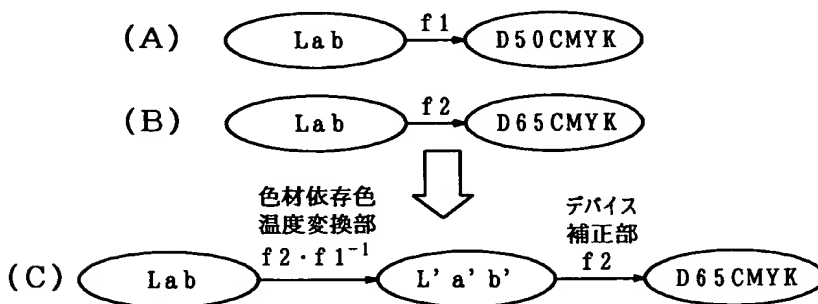 (A) Lab f1 D50CMYK
(B) Lab f2 D65CMYK
色材依存色
温度変換部
f2・f1⁻¹
デバイス
補正部
f2
(C) Lab L'a'b' D65CMYK